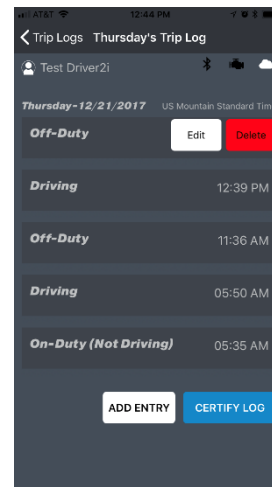 AT&T 12:44 PM
Trip Logs Thursday's Trip Log
Test Driver2i
Thursday-12/21/2017 US Mountain Standard Tim
Off-Duty Edit Delete
Driving 12:39 PM
Off-Duty 11:36 AM
Driving 05:50 AM
On-Duty (Not Driving) 05:35 AM
ADD ENTRY CERTIFY LOG